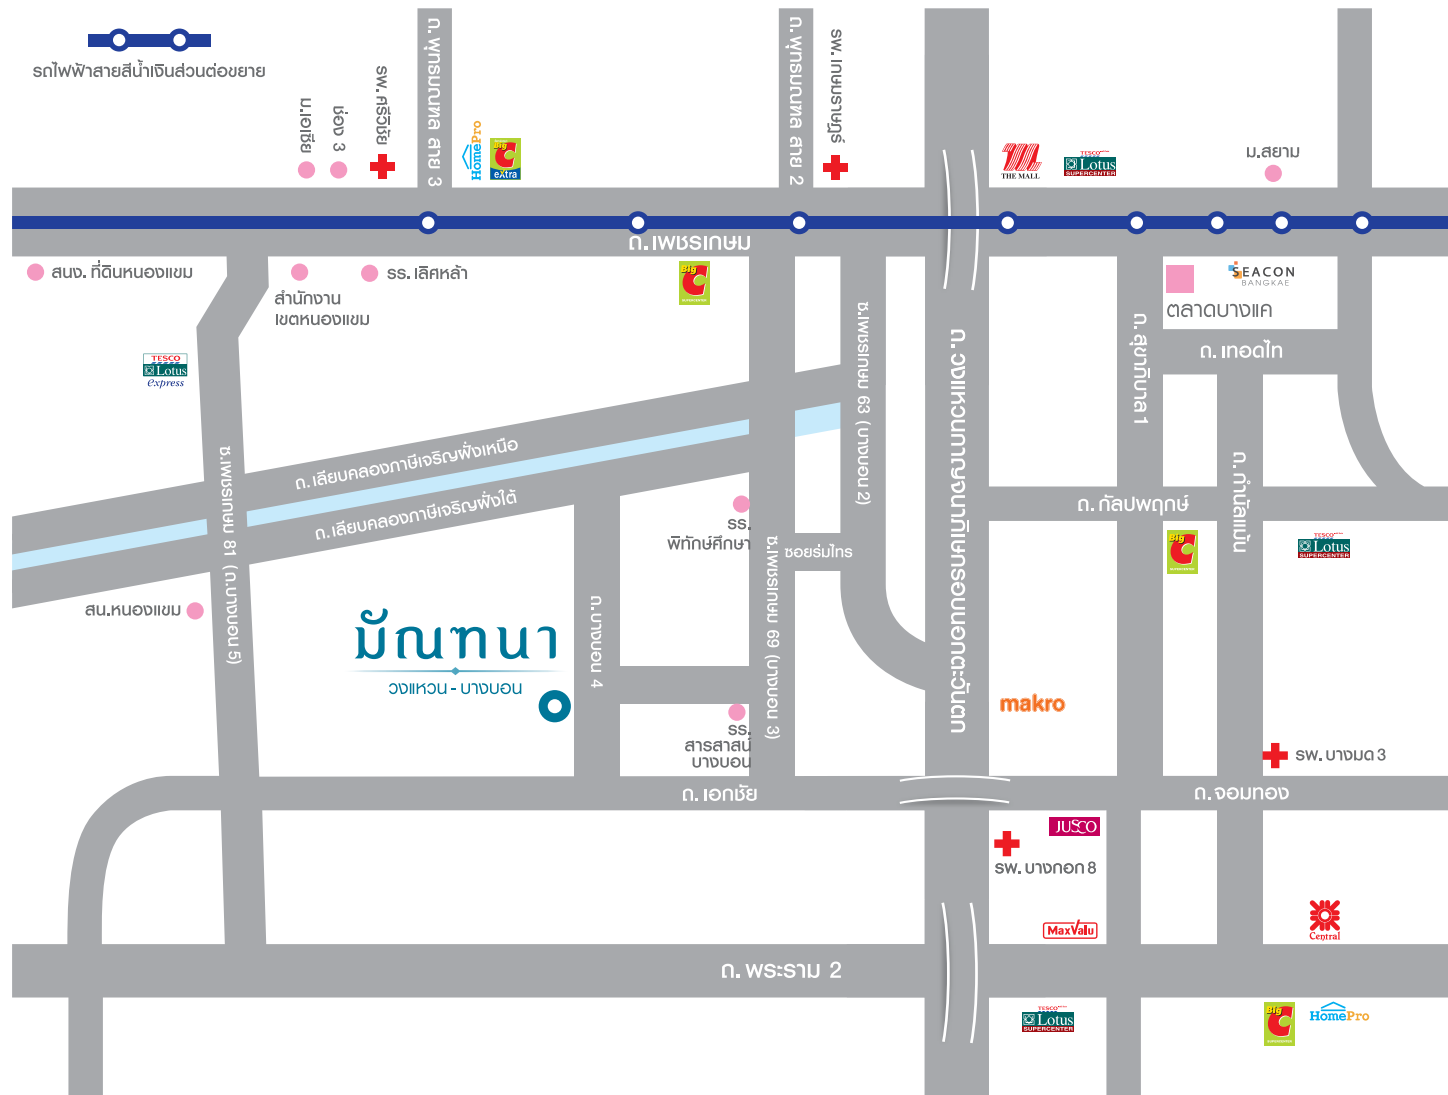 รถไฟฟ้าสายสีน้ำเงินส่วนต่อขยาย
ม.เอเชีย
ช่อง 3
รพ. ศรีวิชัย
ถ. พุทธมณฑล สาย 3
HomePro
Big C
eXtra
ถ. พุทธมณฑล สาย 2
รพ. เกษมราษฎร์
THE MALL
TESCO
Lotus
SUPERCENTER
ม.สยาม
ถ.เพชรเกษม
สนง. ที่ดินหนองแขม
สำนักงาน
เขตหนองแขม
รร. เลิศหล้า
Big C
SUPERCENTER
SEACON
BANGKAE
ตลาดบางแค
ถ. เทอดไท
TESCO
Lotus
express
ซ.เพชรเกษม 81 (ถ.บางบอน 5)
ถ. เลียบคลองภาษีเจริญฝั่งเหนือ
ถ. เลียบคลองภาษีเจริญฝั่งใต้
ซ.เพชรเกษม 63 (บางบอน 2)
ถ. วงแหวนกาญจนาภิเษกรอบนอกตะวันตก
ถ. สุขาภิบาล 1
ถ. กำนันแม้น
ถ. กัลปพฤกษ์
Big C
SUPERCENTER
TESCO
Lotus
SUPERCENTER
รร.
พิทักษ์ศึกษา
ซอยร่มไทร
ซ.เพชรเกษม 69 (บางบอน 3)
สน.หนองแขม
มัณฑนา
วงแหวน - บางบอน
ถ. บางบอน 4
รร.
สารสาสน์
บางบอน
makro
รพ. บางมด 3
ถ. เอกชัย
ถ. จอมทอง
JUSCO
รพ. บางกอก 8
MaxValu
Central
ถ. พระราม 2
TESCO
Lotus
SUPERCENTER
Big C
SUPERCENTER
HomePro